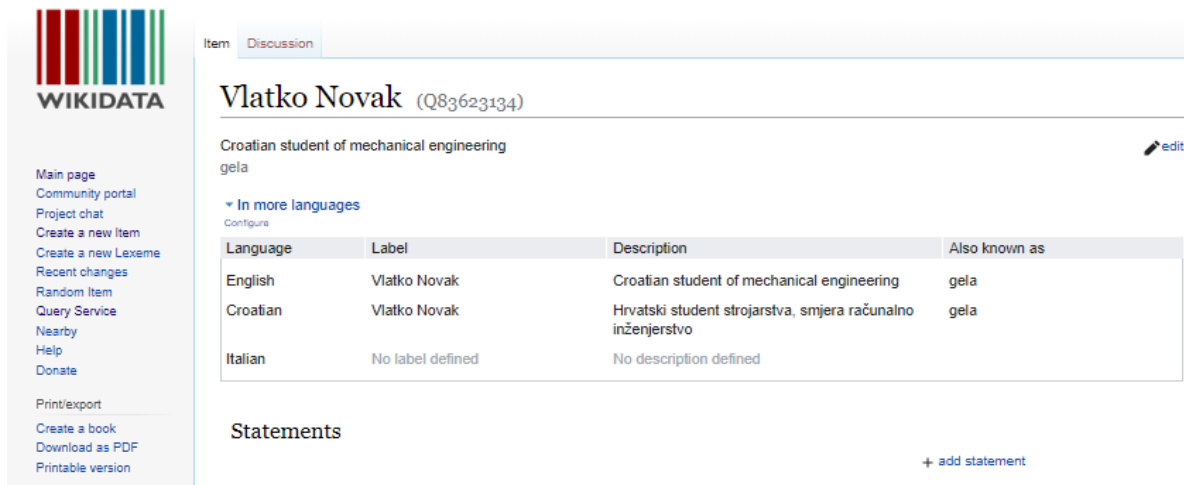 WIKIDATA
Main page
Community portal
Project chat
Create a new Item
Create a new Lexeme
Recent changes
Random Item
Query Service
Nearby
Help
Donate
Print/export
Create a book
Download as PDF
Printable version
Item Discussion
Vlatko Novak (Q83623134)
Croatian student of mechanical engineering
edit
gela
In more languages
Configure
Language Label Description Also known as
English Vlatko Novak Croatian student of mechanical engineering gela
Croatian Vlatko Novak Hrvatski student strojarstva, smjera računalno gela
inženjerstvo
Italian No label defined No description defined
Statements
+ add statement